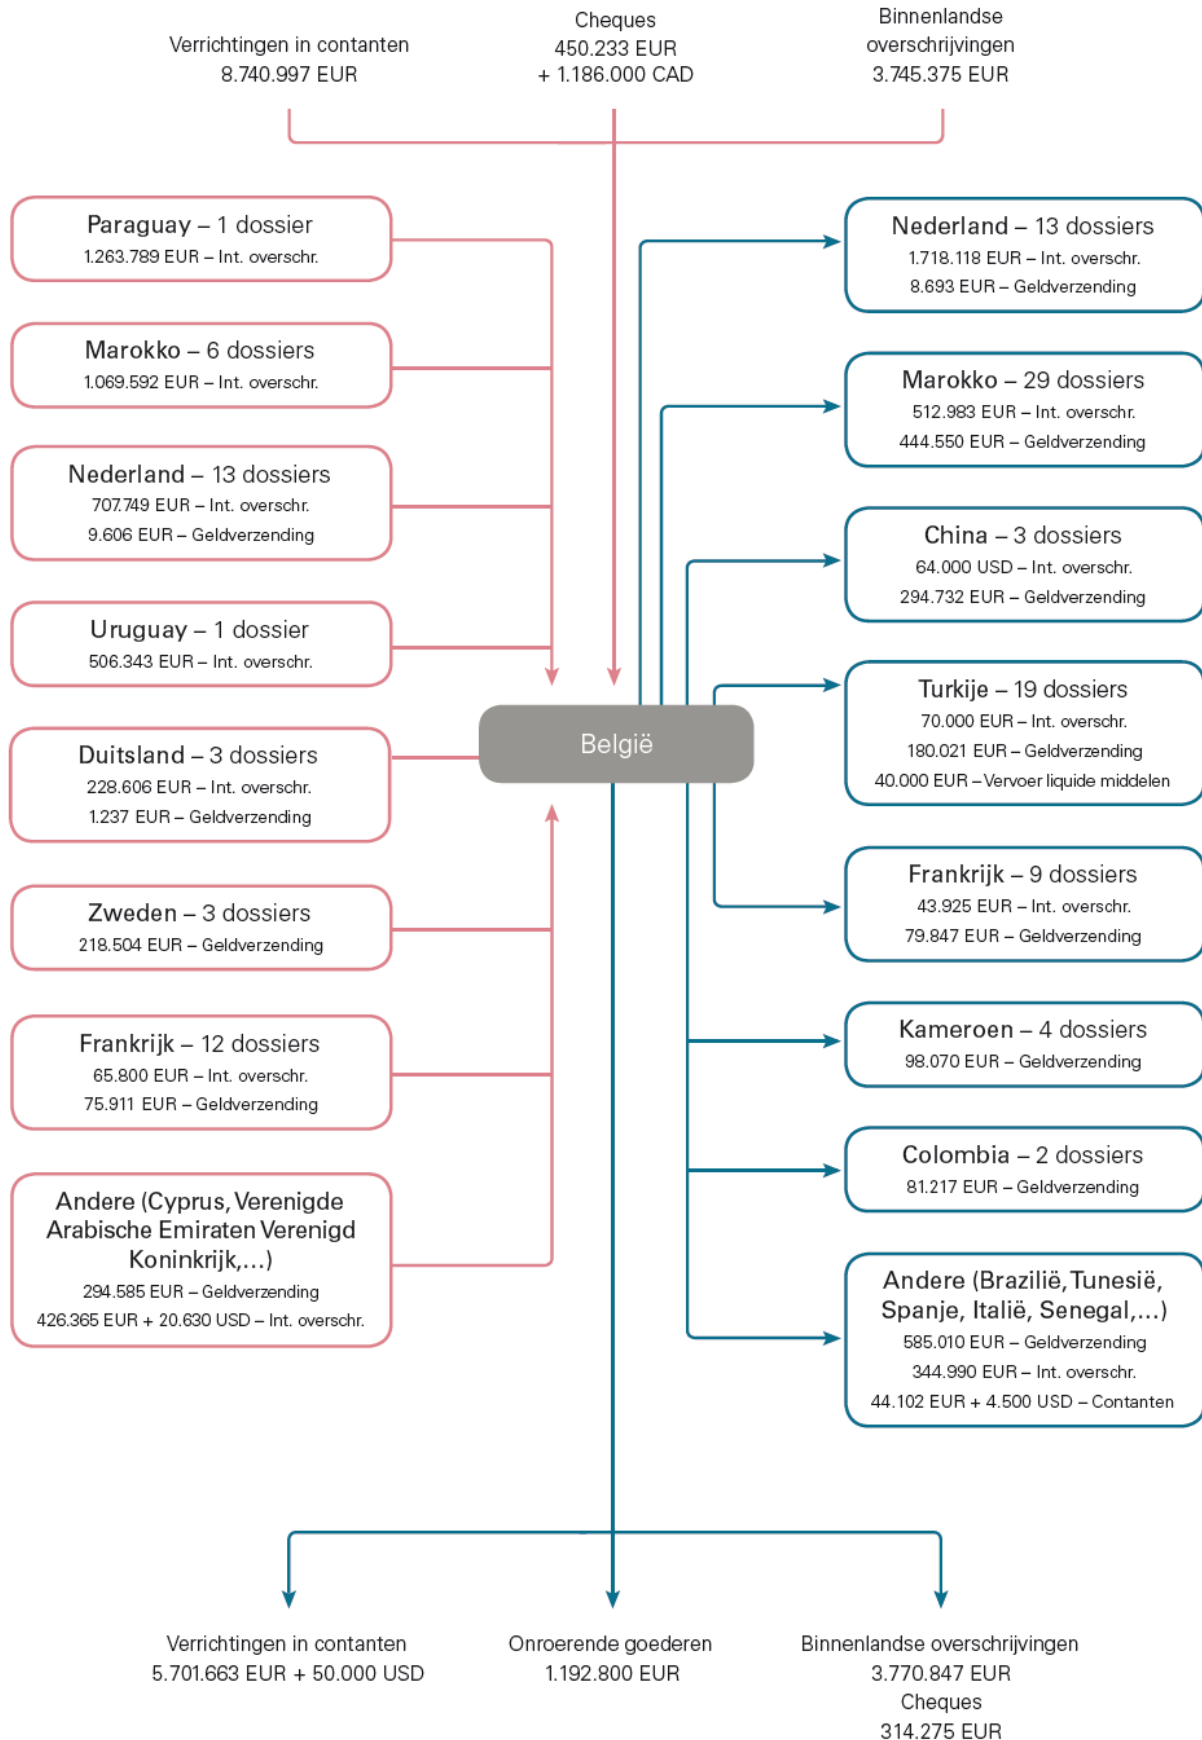 Verrichtingen in contanten
8.740.997 EUR
Cheques
450.233 EUR
+ 1.186.000 CAD
Binnenlandse
overschrijvingen
3.745.375 EUR
Paraguay – 1 dossier
1.263.789 EUR – Int. overschr.
Marokko – 6 dossiers
1.069.592 EUR – Int. overschr.
Nederland – 13 dossiers
707.749 EUR – Int. overschr.
9.606 EUR – Geldverzending
Uruguay – 1 dossier
506.343 EUR – Int. overschr.
Duitsland – 3 dossiers
228.606 EUR – Int. overschr.
1.237 EUR – Geldverzending
Zweden – 3 dossiers
218.504 EUR – Geldverzending
Frankrijk – 12 dossiers
65.800 EUR – Int. overschr.
75.911 EUR – Geldverzending
Andere (Cyprus, Verenigde
Arabische Emiraten Verenigd
Koninkrijk,...)
294.585 EUR – Geldverzending
426.365 EUR + 20.630 USD – Int. overschr.
België
Nederland – 13 dossiers
1.718.118 EUR – Int. overschr.
8.693 EUR – Geldverzending
Marokko – 29 dossiers
512.983 EUR – Int. overschr.
444.550 EUR – Geldverzending
China – 3 dossiers
64.000 USD – Int. overschr.
294.732 EUR – Geldverzending
Turkije – 19 dossiers
70.000 EUR – Int. overschr.
180.021 EUR – Geldverzending
40.000 EUR – Vervoer liquide middelen
Frankrijk – 9 dossiers
43.925 EUR – Int. overschr.
79.847 EUR – Geldverzending
Kameroen – 4 dossiers
98.070 EUR – Geldverzending
Colombia – 2 dossiers
81.217 EUR – Geldverzending
Andere (Brazilië, Tunesië,
Spanje, Italië, Senegal,...)
585.010 EUR – Geldverzending
344.990 EUR – Int. overschr.
44.102 EUR + 4.500 USD – Contanten
Verrichtingen in contanten
5.701.663 EUR + 50.000 USD
Onroerende goederen
1.192.800 EUR
Binnenlandse overschrijvingen
3.770.847 EUR
Cheques
314.275 EUR